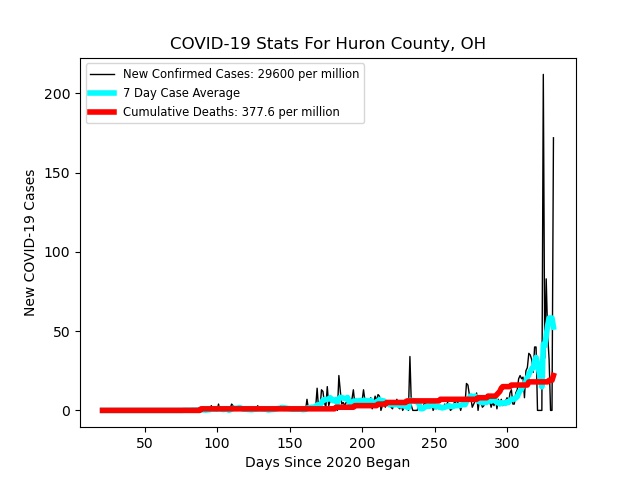 COVID-19 Stats For Huron County, OH
New Confirmed Cases: 29600 per million
7 Day Case Average
Cumulative Deaths: 377.6 per million
New COVID-19 Cases
200
150
100
50
0
50 100 150 200 250 300
Days Since 2020 Began